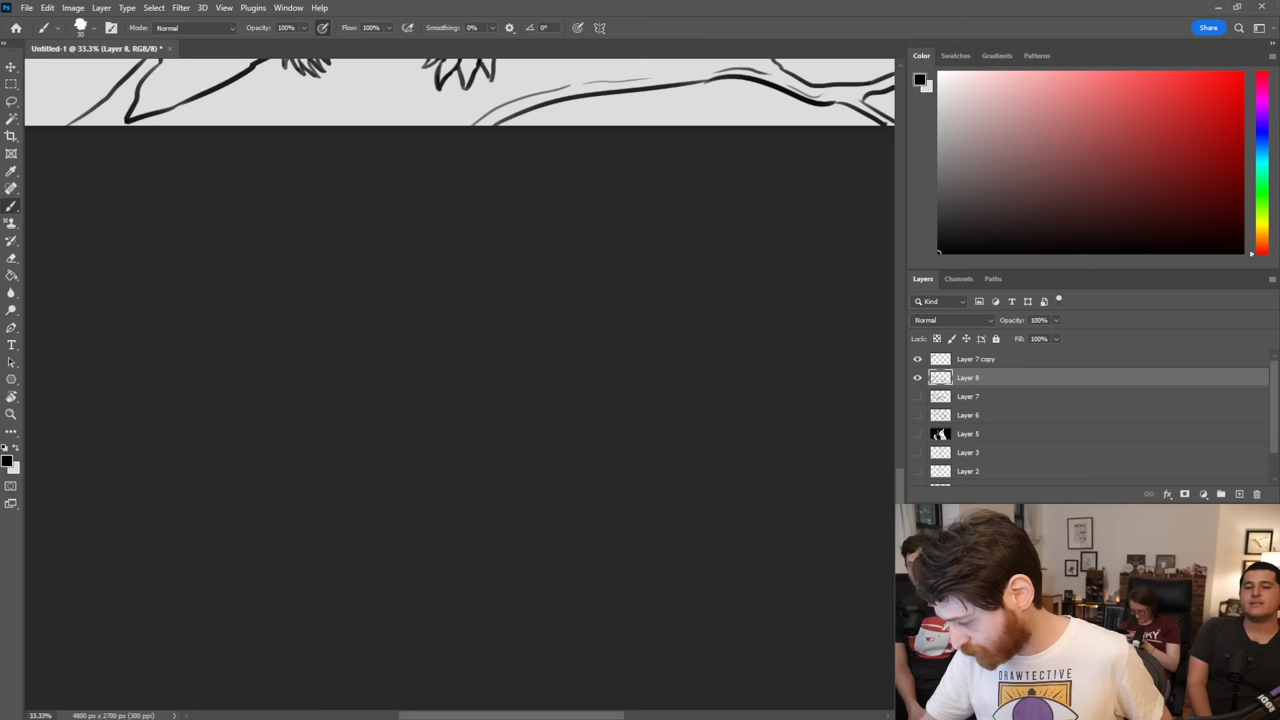 Ps File Edit Image Layer Type Select Filter 3D View Plugins Window Help
30 Mode: Normal Opacity: 100% Flow: 100% Smoothing: 0% 0° Share
Untitled-1 @ 33.3% (Layer 8, RGB/8) * ×
Color Swatches Gradients Patterns
Layers Channels Paths
Kind
Normal Opacity: 100%
Lock: Fill: 100%
Layer 7 copy
Layer 8
Layer 7
Layer 6
Layer 5
Layer 3
Layer 2
fx
DRAWTECTIVE
33.33% 4800 px x 2700 px (300 ppi)